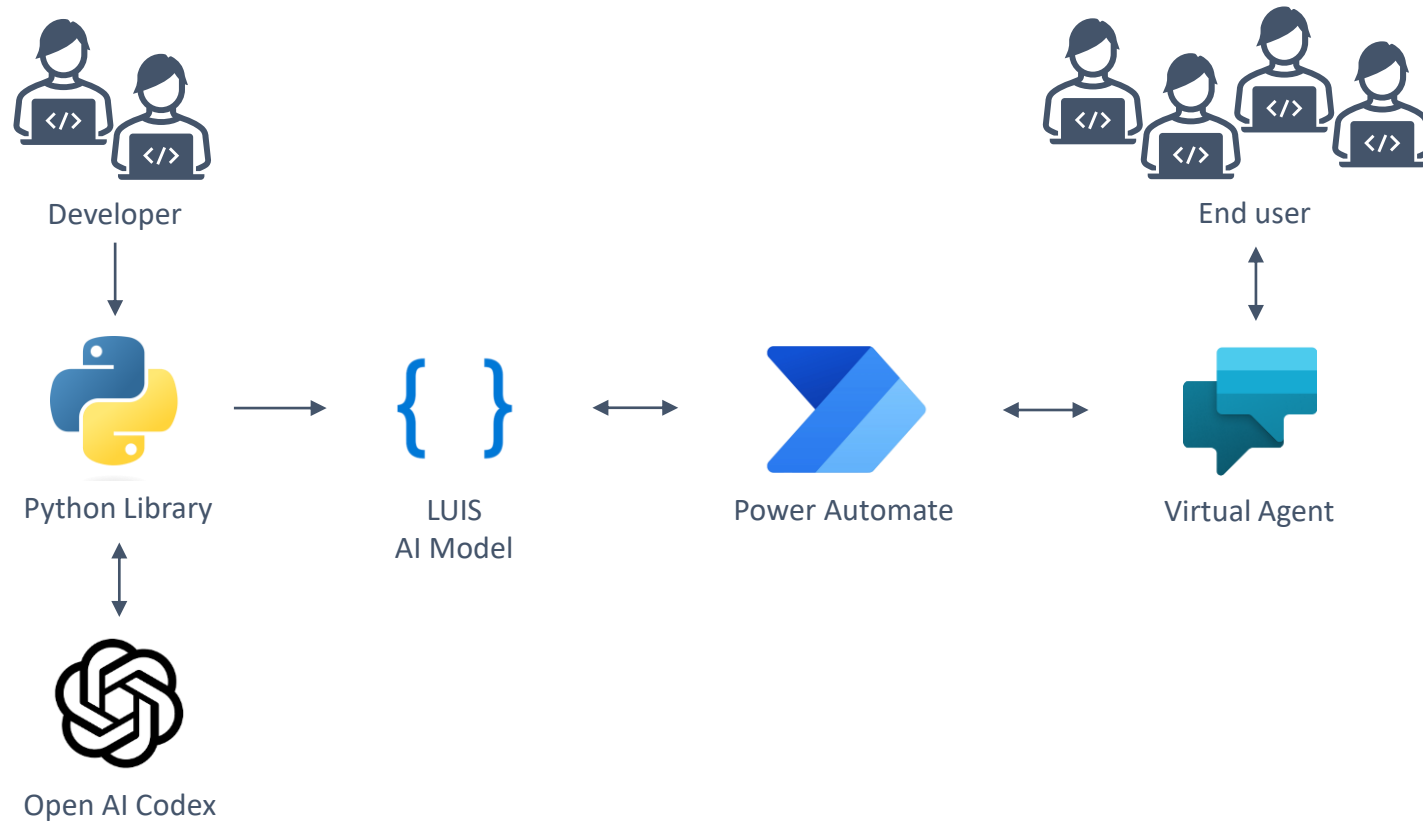 </>
</>
</>
</>
</>
</>
Developer
End user
{ }
Python Library
LUIS
AI Model
Power Automate
Virtual Agent
Open AI Codex